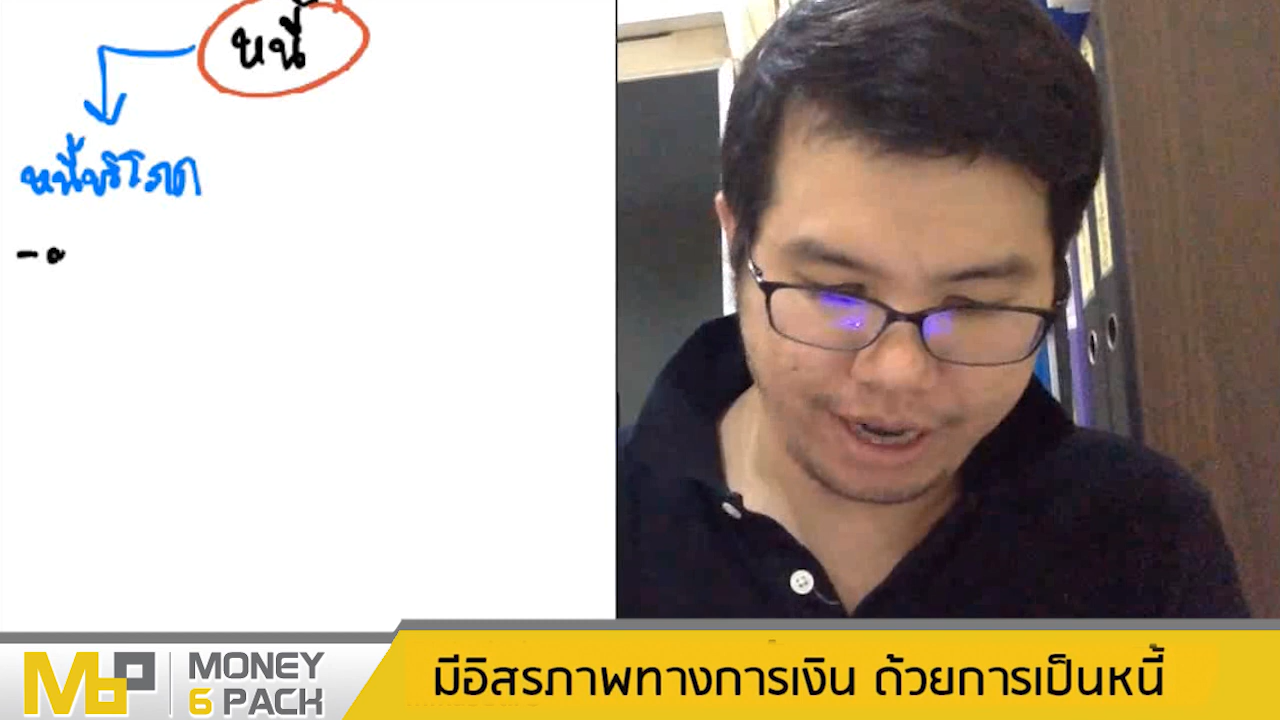 หนี้
หนี้บริโภค
MONEY
6 PACK
มีอิสรภาพทางการเงิน ด้วยการเป็นหนี้